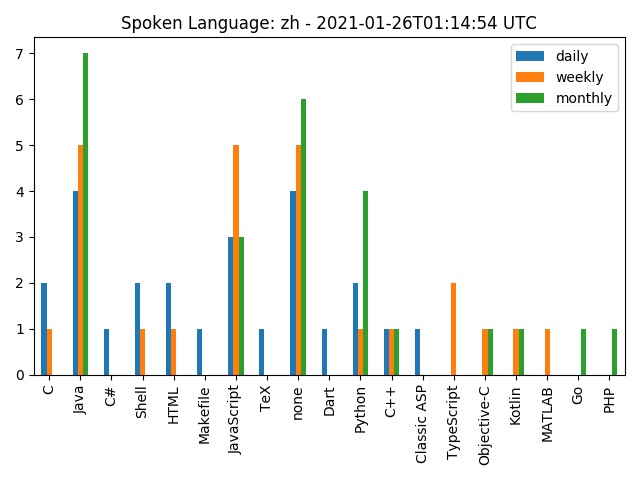 Spoken Language: zh - 2021-01-26T01:14:54 UTC
daily
weekly
monthly
7
6
5
4
3
2
1
0
C
Java
C#
Shell
HTML
Makefile
JavaScript
TeX
none
Dart
Python
C++
Classic ASP
TypeScript
Objective-C
Kotlin
MATLAB
Go
PHP